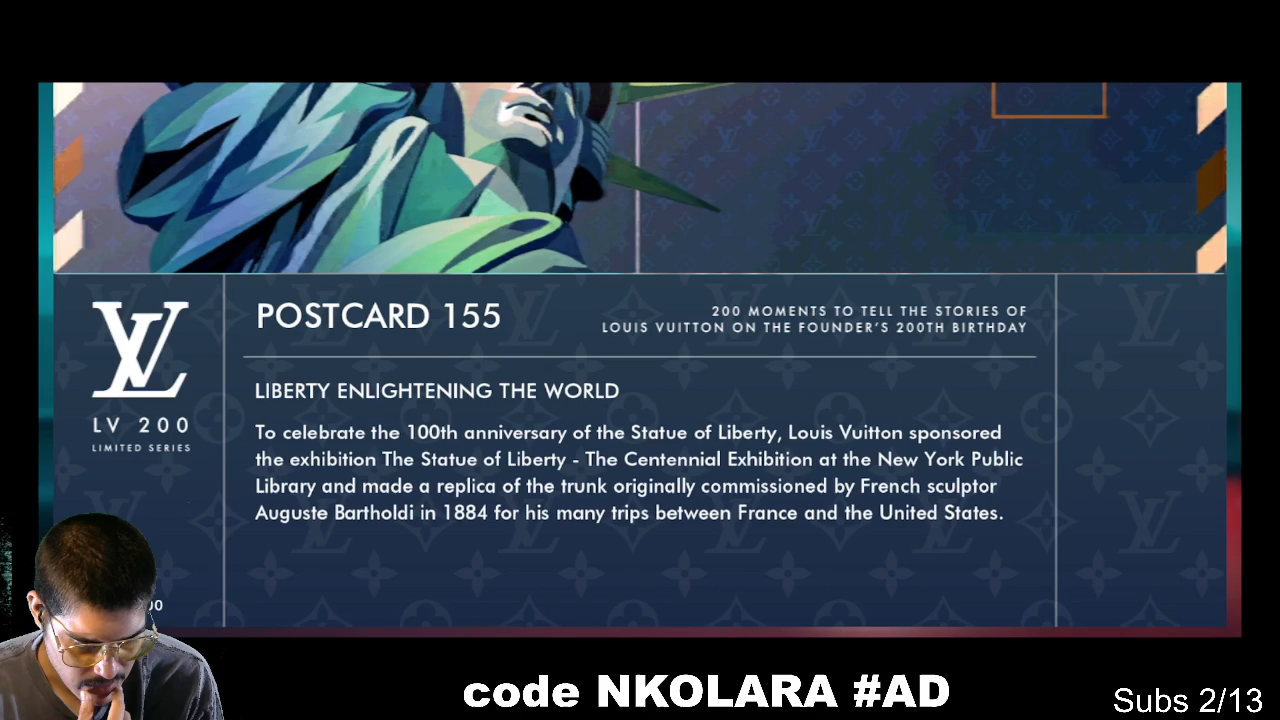 LV
LV 200
LIMITED SERIES
POSTCARD 155
200 MOMENTS TO TELL THE STORIES OF
LOUIS VUITTON ON THE FOUNDER'S 200TH BIRTHDAY
LIBERTY ENLIGHTENING THE WORLD
To celebrate the 100th anniversary of the Statue of Liberty, Louis Vuitton sponsored
the exhibition The Statue of Liberty - The Centennial Exhibition at the New York Public
Library and made a replica of the trunk originally commissioned by French sculptor
Auguste Bartholdi in 1884 for his many trips between France and the United States.
code NKOLARA #AD
Subs 2/13